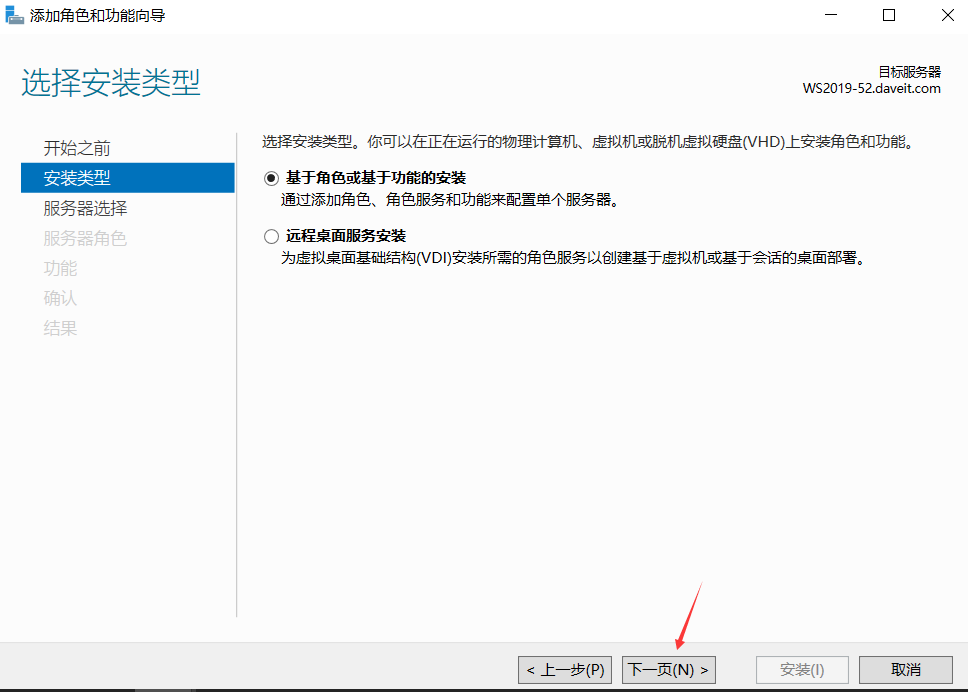 添加角色和功能向导
选择安装类型
目标服务器
WS2019-52.daveit.com
开始之前
安装类型
服务器选择
服务器角色
功能
确认
结果
选择安装类型。你可以在正在运行的物理计算机、虚拟机或脱机虚拟硬盘(VHD)上安装角色和功能。
基于角色或基于功能的安装
通过添加角色、角色服务和功能来配置单个服务器。
远程桌面服务安装
为虚拟桌面基础结构(VDI)安装所需的角色服务以创建基于虚拟机或基于会话的桌面部署。
< 上一步(P)
下一页(N) >
安装(I)
取消